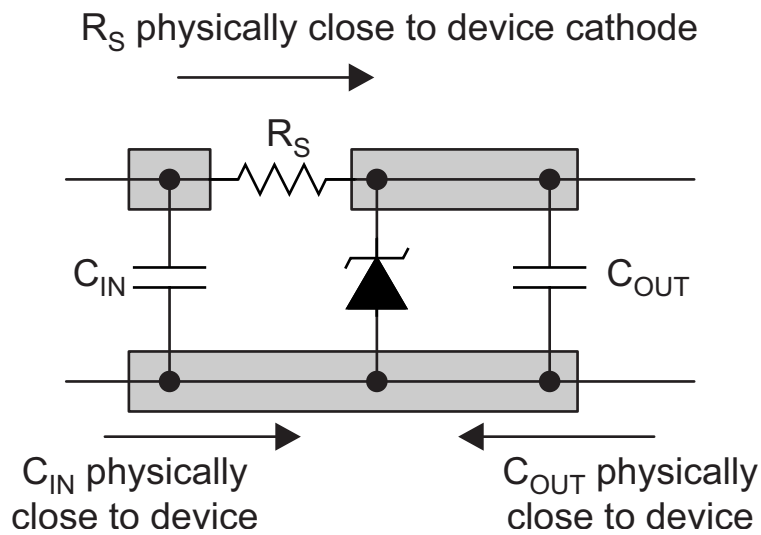 R_S physically close to device cathode
R_S
C_IN
C_OUT
C_IN physically
close to device
C_OUT physically
close to device